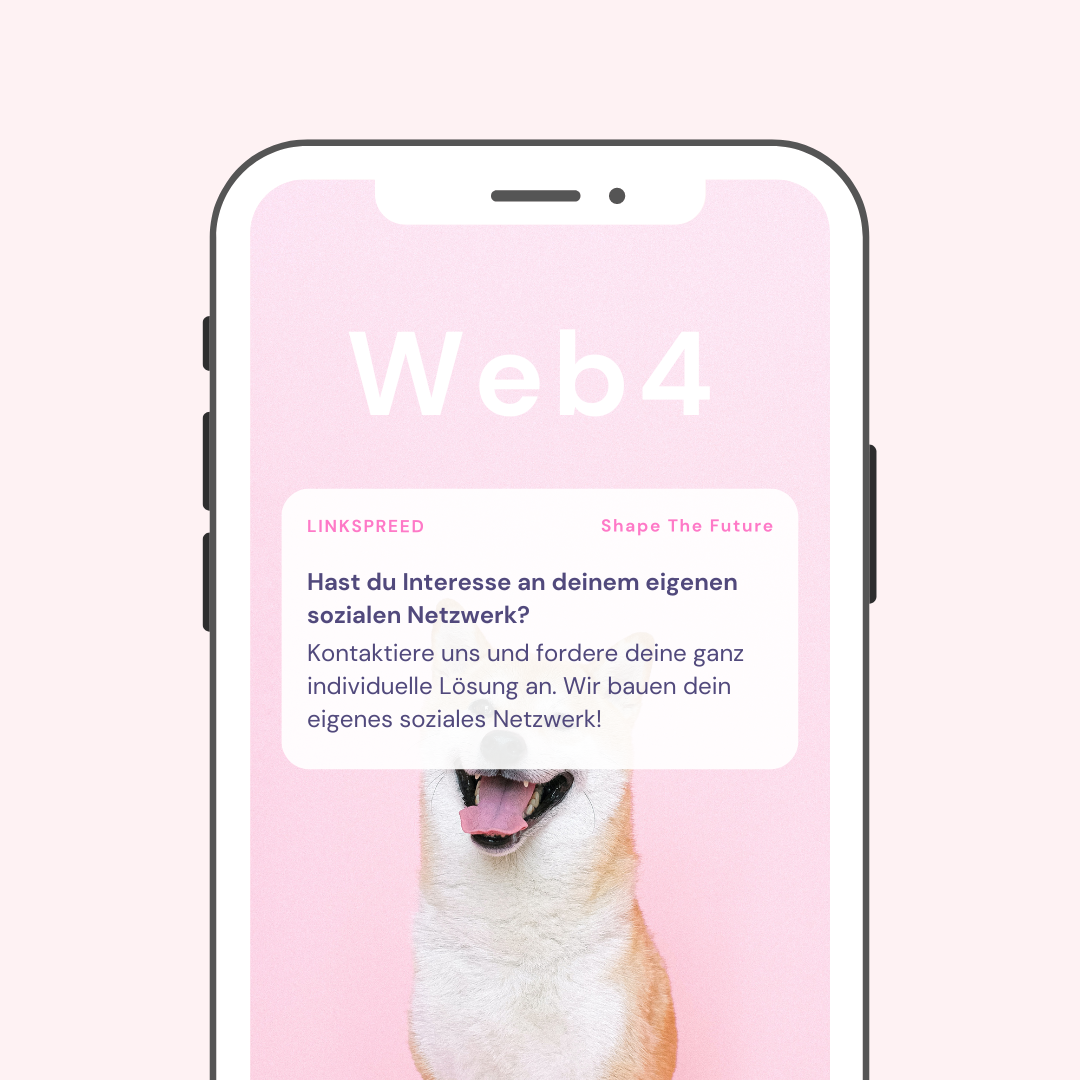 Web4
LINKSPREED
Shape The Future
Hast du Interesse an deinem eigenen
sozialen Netzwerk?
Kontaktiere uns und fordere deine ganz
individuelle Lösung an. Wir bauen dein
eigenes soziales Netzwerk!